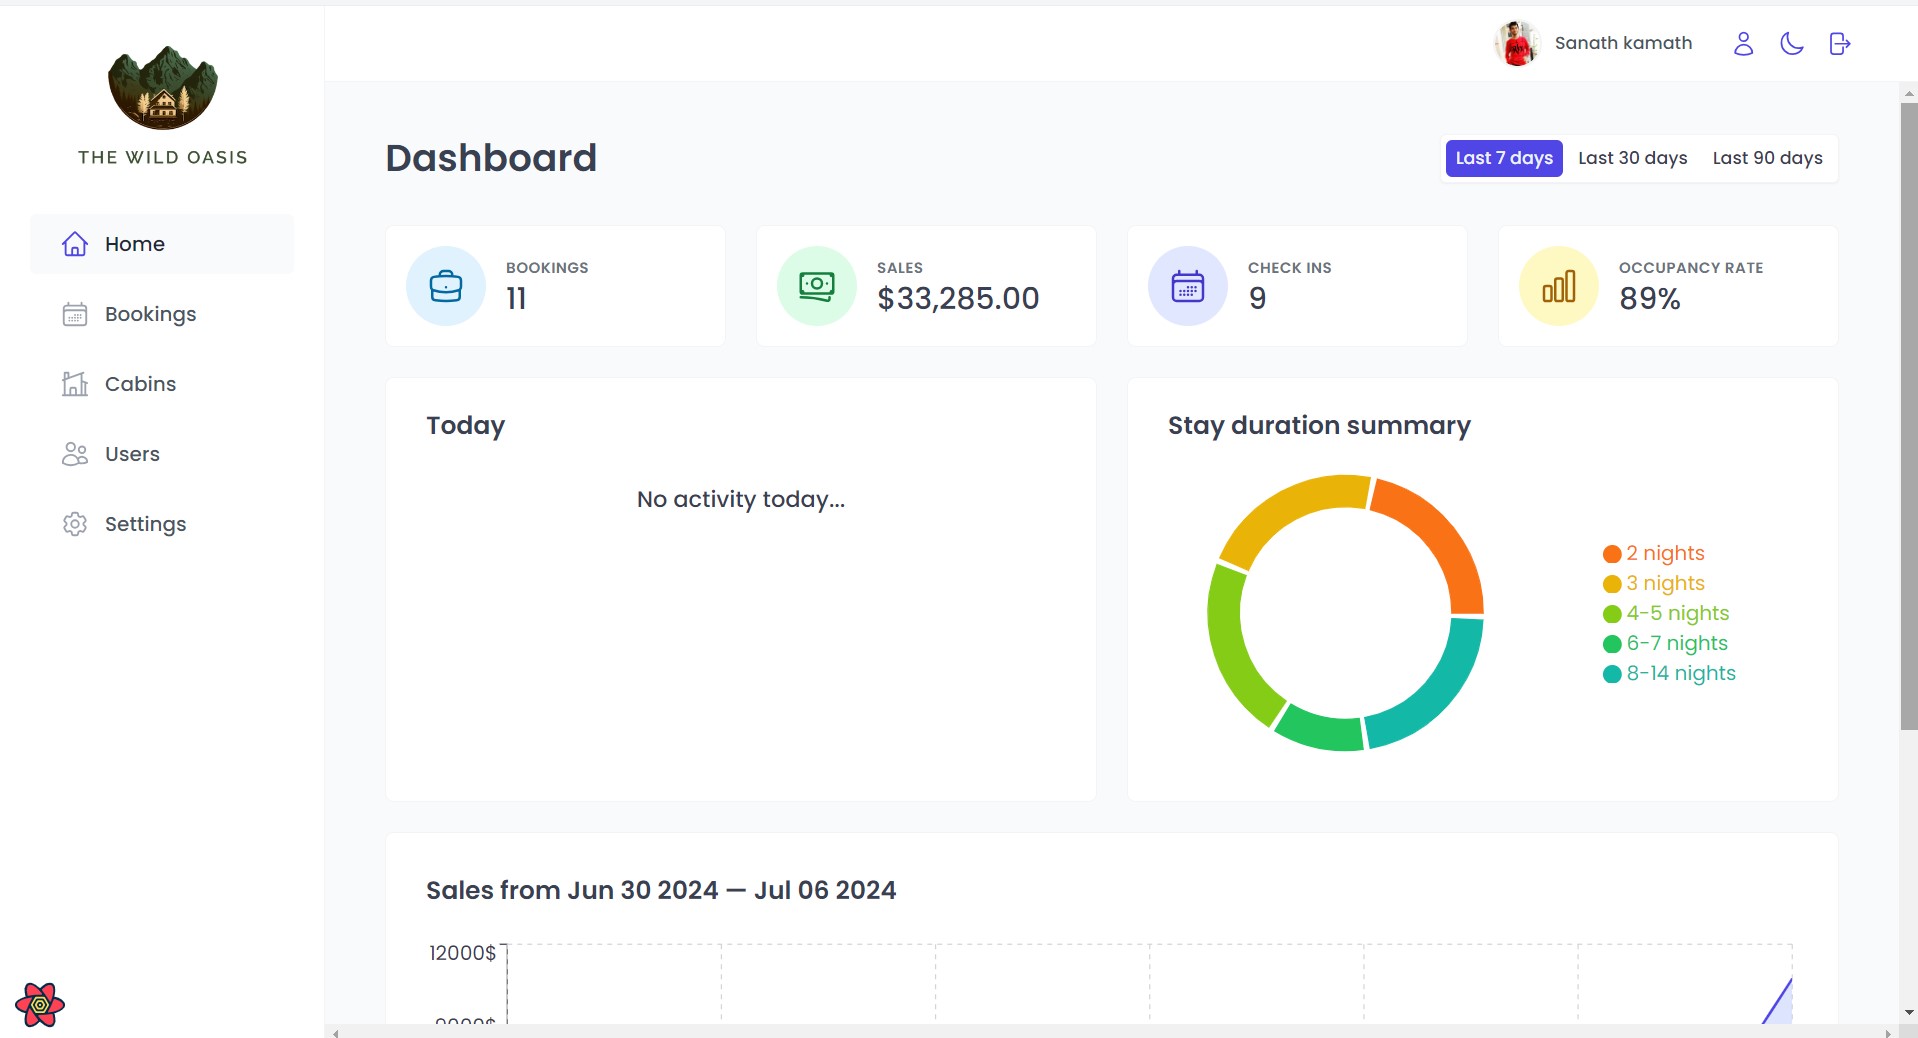 THE WILD OASIS
Home
Bookings
Cabins
Users
Settings
Sanath kamath
Dashboard
Last 7 days Last 30 days Last 90 days
BOOKINGS
11
SALES
$33,285.00
CHECK INS
9
OCCUPANCY RATE
89%
Today
No activity today...
Stay duration summary
2 nights
3 nights
4-5 nights
6-7 nights
8-14 nights
Sales from Jun 30 2024 — Jul 06 2024
12000$
9000$